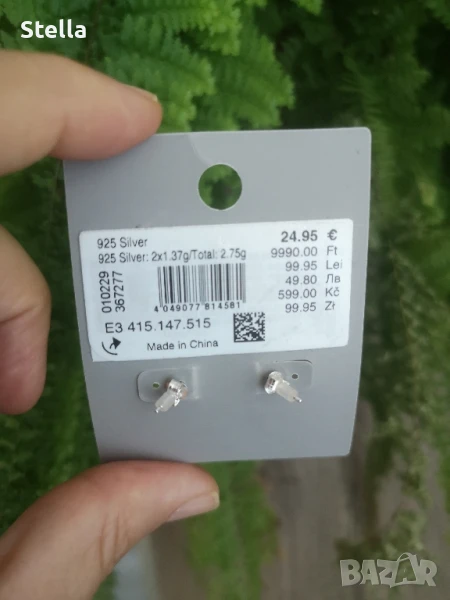 Stella
925 Silver 24.95 €
925 Silver: 2x1.37g/Total: 2.75g 9990.00 Ft
99.95 Lei
49.80 Лв
599.00 Kč
99.95 Zł
010229
367277
4 049077 814581
E3 415.147.515
Made in China
BAZAR